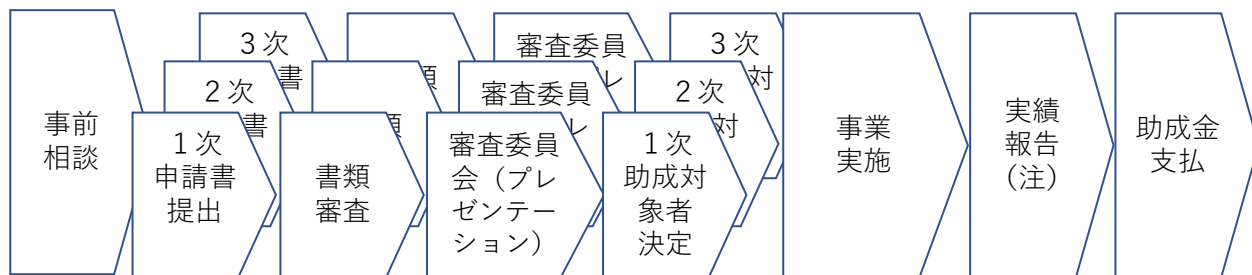 事前
相談
3次
書
2次
書
1次
申請書
提出
類
類
書類
審査
審査委員
プレ
審査委員
レ
審査委員
会（プレ
ゼンテー
ション）
3次
対
2次
対
1次
助成対
象者
決定
事業
実施
実績
報告
(注)
助成金
支払